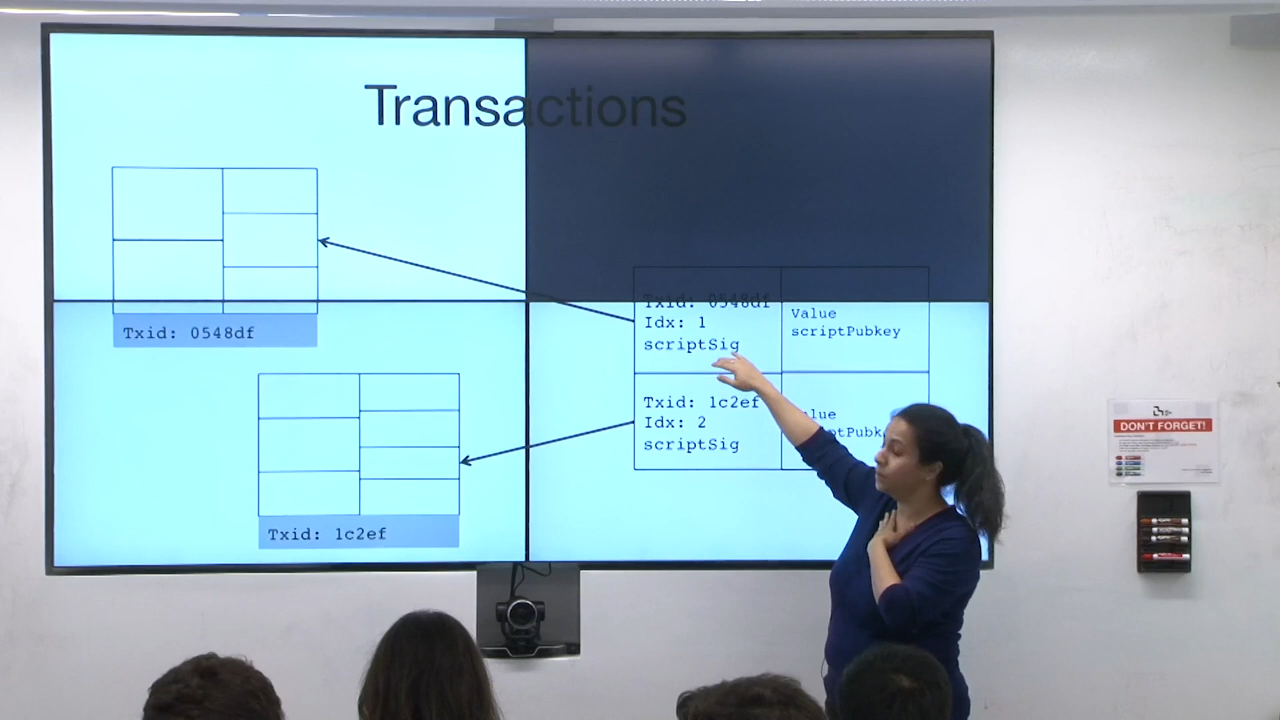 Transactions
Txid: 0548df
Txid: 0548df
Idx: 1
scriptSig
Value
scriptPubkey
Txid: 1c2ef
Idx: 2
scriptSig
Txid: 1c2ef
DON'T FORGET!